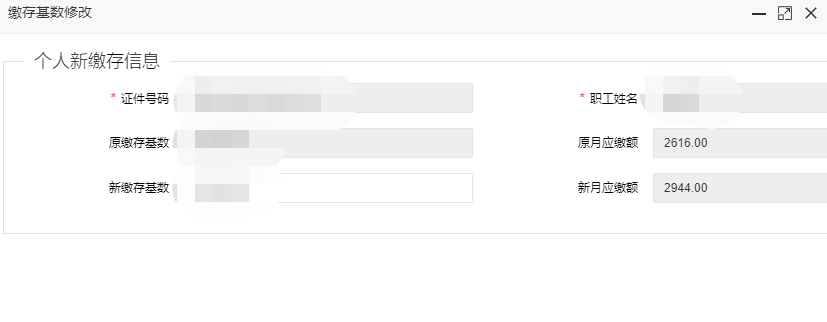 缴存基数修改
个人新缴存信息
* 证件号码
* 职工姓名
原缴存基数
原月应缴额 2616.00
新缴存基数
新月应缴额 2944.00